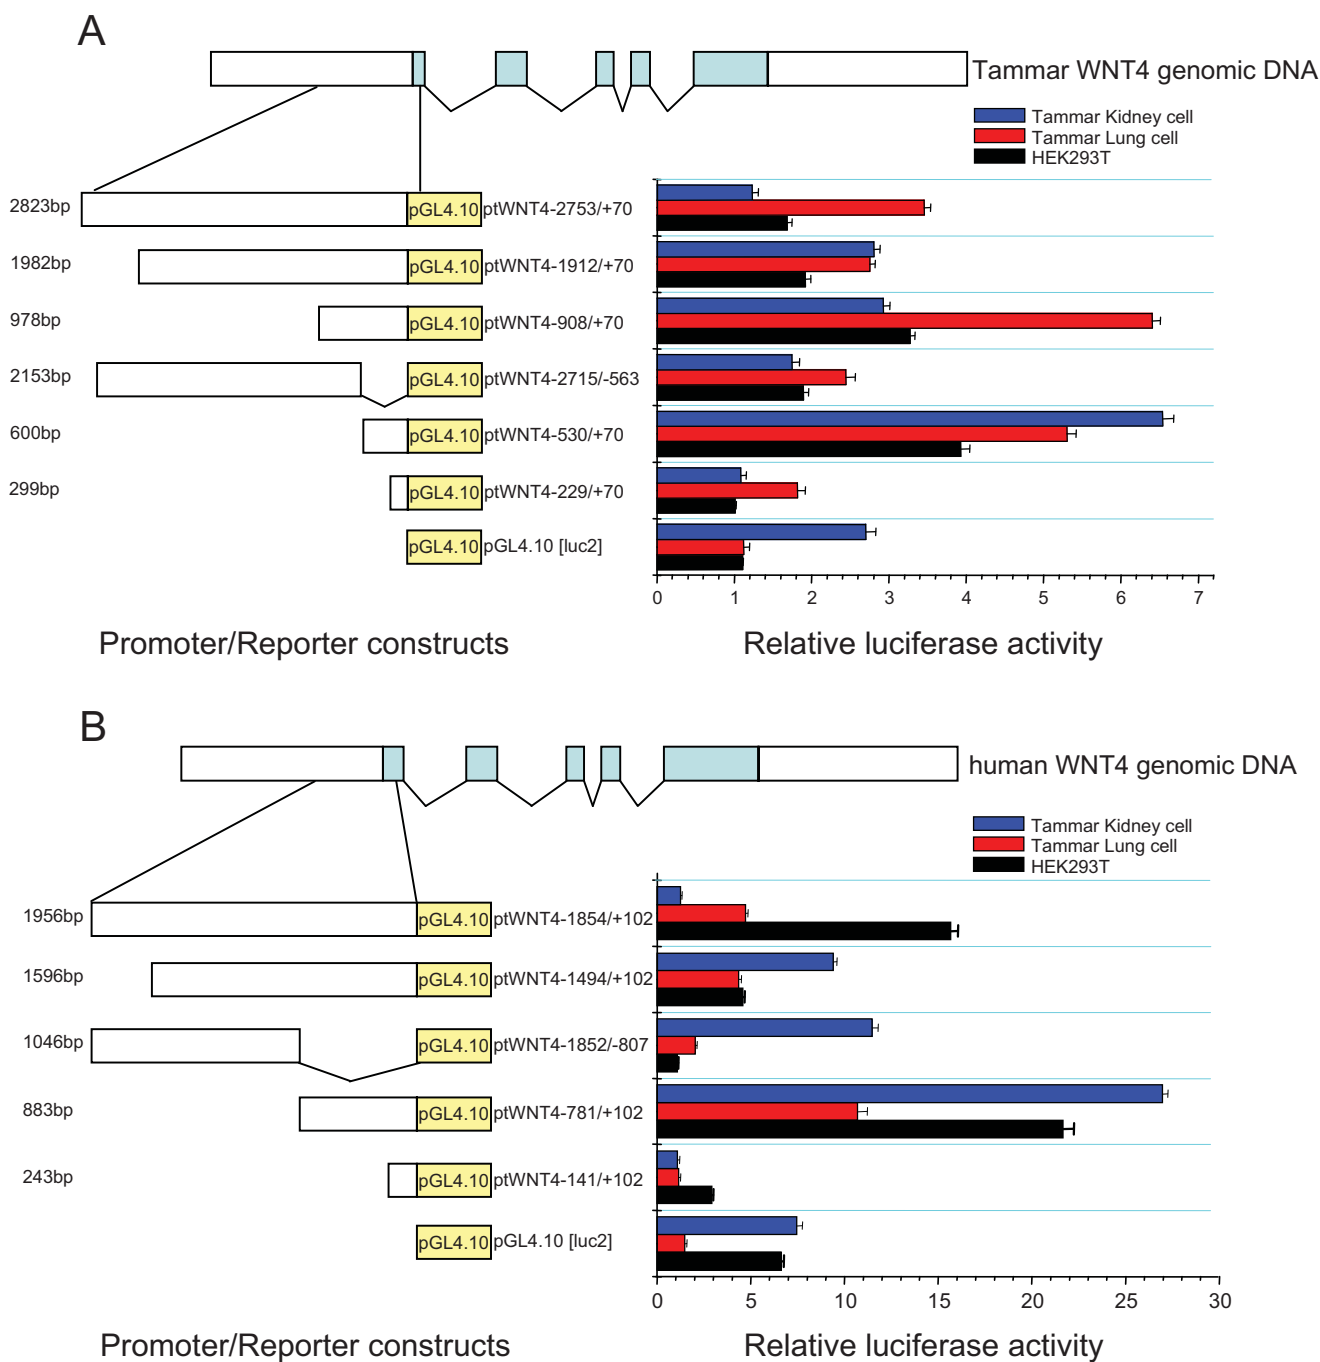 A
Tammar WNT4 genomic DNA
Tammar Kidney cell
Tammar Lung cell
HEK293T
2823bp
pGL4.10 ptWNT4-2753/+70
1982bp
pGL4.10 ptWNT4-1912/+70
978bp
pGL4.10 ptWNT4-908/+70
2153bp
pGL4.10 ptWNT4-2715/-563
600bp
pGL4.10 ptWNT4-530/+70
299bp
pGL4.10 ptWNT4-229/+70
pGL4.10 pGL4.10 [luc2]
0 1 2 3 4 5 6 7
Promoter/Reporter constructs
Relative luciferase activity
B
human WNT4 genomic DNA
Tammar Kidney cell
Tammar Lung cell
HEK293T
1956bp
pGL4.10 ptWNT4-1854/+102
1596bp
pGL4.10 ptWNT4-1494/+102
1046bp
pGL4.10 ptWNT4-1852/-807
883bp
pGL4.10 ptWNT4-781/+102
243bp
pGL4.10 ptWNT4-141/+102
pGL4.10 pGL4.10 [luc2]
0 5 10 15 20 25 30
Promoter/Reporter constructs
Relative luciferase activity